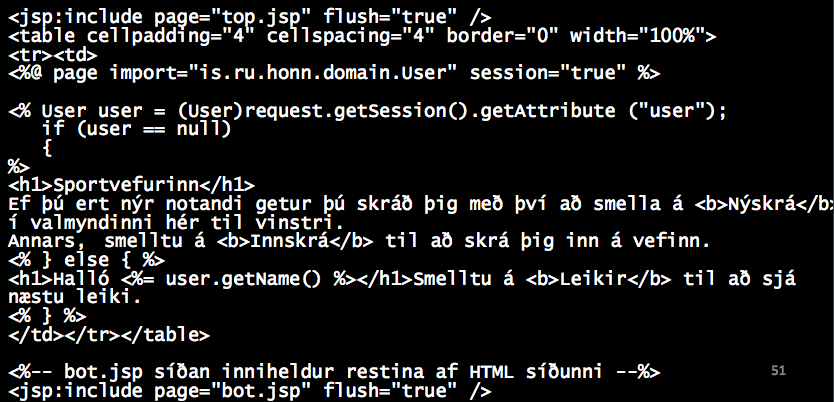 <jsp:include page="top.jsp" flush="true" />
<table cellpadding="4" cellspacing="4" border="0" width="100%">
<tr><td>
<%@ page import="is.ru.honn.domain.User" session="true" %>
<% User user = (User)request.getSession().getAttribute ("user");
if (user == null)
{
%>
<h1>Sportvefurinn</h1>
Ef þú ert nýr notandi getur þú skráð þig með því að smella á <b>Nýskrá</b>
í valmyndinni hér til vinstri.
Annars, smelltu á <b>Innskrá</b> til að skrá þig inn á vefinn.
<% } else { %>
<h1>Halló <%= user.getName() %></h1>Smelltu á <b>Leikir</b> til að sjá
næstu leiki.
<% } %>
</td></tr></table>
<%-- bot.jsp síðan inniheldur restina af HTML síðunni --%>
51
<jsp:include page="bot.jsp" flush="true" />